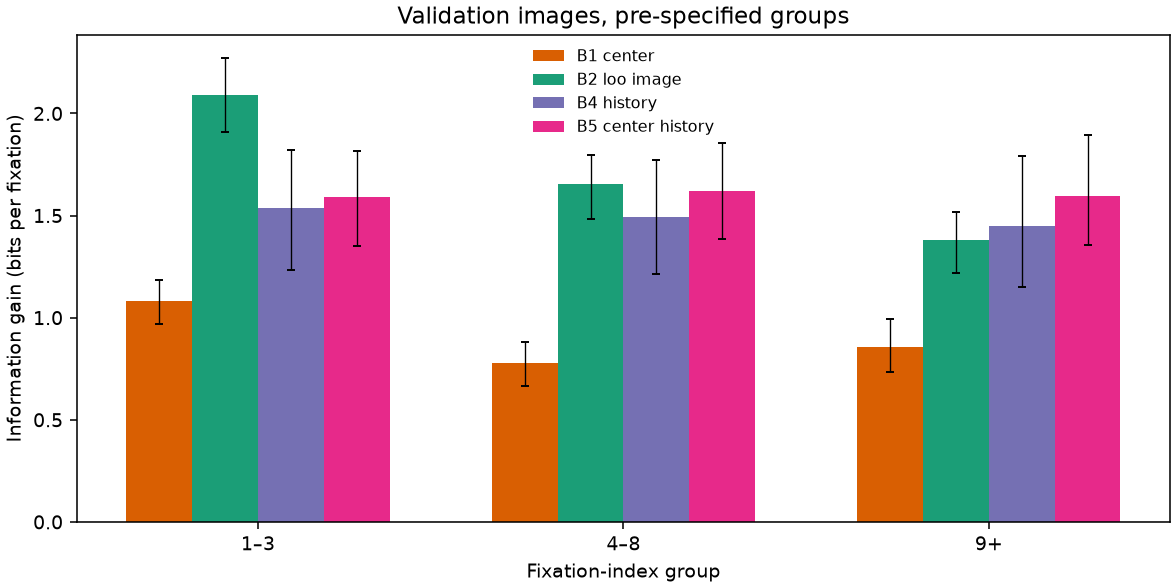 Validation images, pre-specified groups
B1 center
B2 loo image
B4 history
B5 center history
Information gain (bits per fixation)
2.0
1.5
1.0
0.5
0.0
1–3
4–8
9+
Fixation-index group